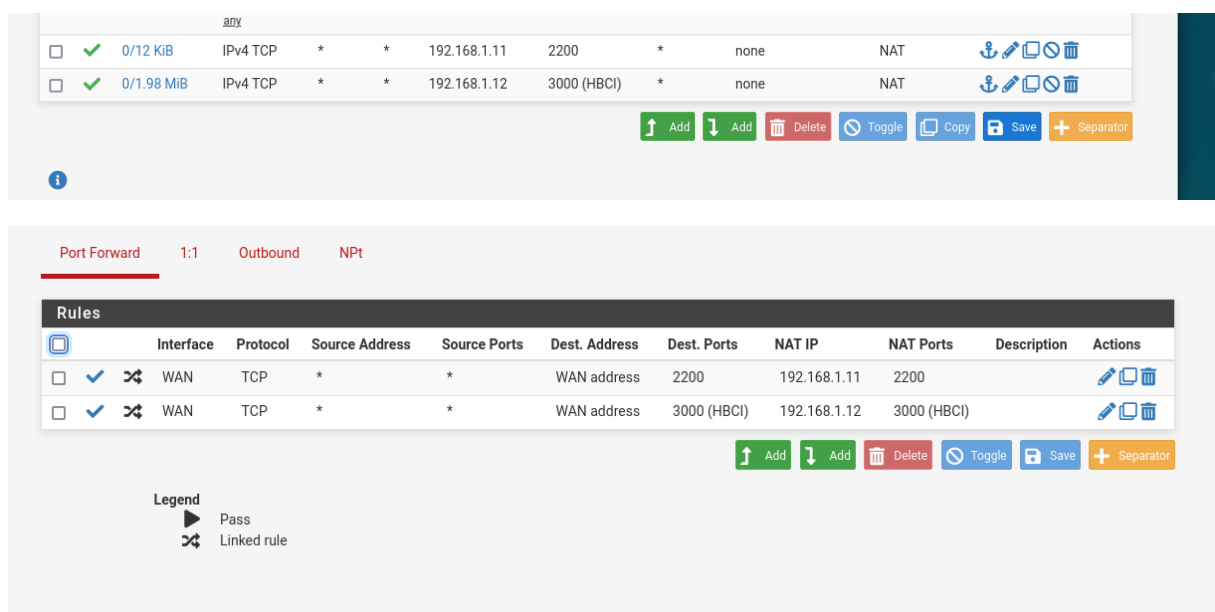 any
0/12 KiB IPv4 TCP * * 192.168.1.11 2200 * none NAT
0/1.98 MiB IPv4 TCP * * 192.168.1.12 3000 (HBCI) * none NAT
Add Add Delete Toggle Copy Save Separator
Port Forward 1:1 Outbound NPt
Rules
Interface Protocol Source Address Source Ports Dest. Address Dest. Ports NAT IP NAT Ports Description Actions
WAN TCP * * WAN address 2200 192.168.1.11 2200
WAN TCP * * WAN address 3000 (HBCI) 192.168.1.12 3000 (HBCI)
Add Add Delete Toggle Save Separator
Legend
Pass
Linked rule